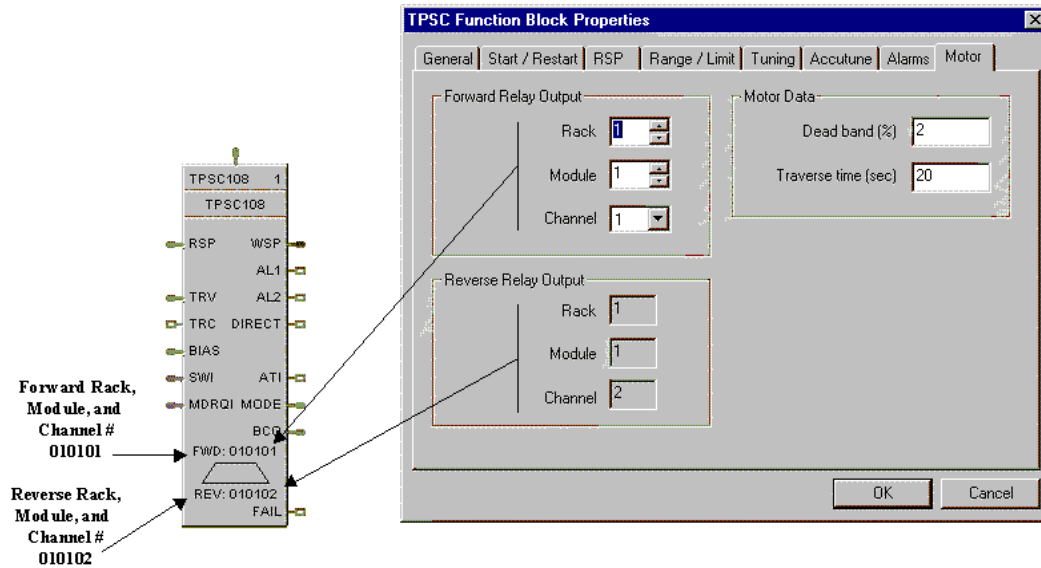 TPSC Function Block Properties
General Start / Restart RSP Range / Limit Tuning Accutune Alarms Motor
Forward Relay Output
Rack 1
Module 1
Channel 1
Motor Data
Dead band (%) 2
Traverse time (sec) 20
Reverse Relay Output
Rack 1
Module 1
Channel 2
OK Cancel
TPSC108 1
TPSC108
RSP WSP
AL1
TRV AL2
TRC DIRECT
BIAS
SWI ATI
MDRQI MODE
BCO
FWD: 010101
REV: 010102
FAIL
Forward Rack,
Module, and
Channel #
010101
Reverse Rack,
Module, and
Channel #
010102